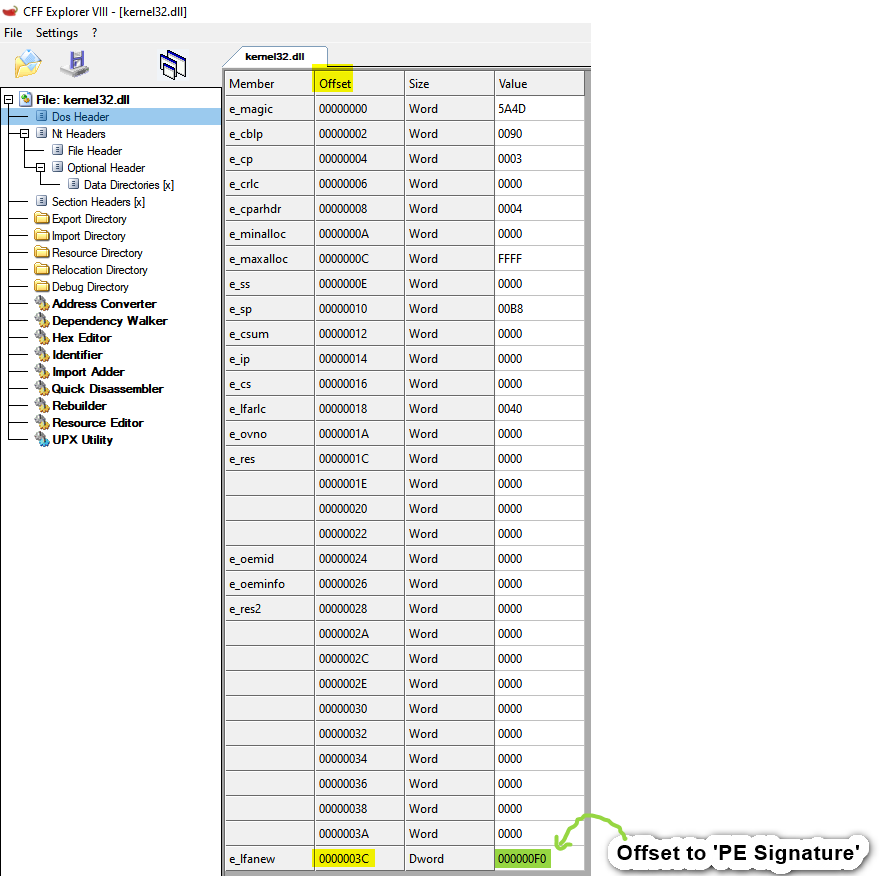 CFF Explorer VIII - [kernel32.dll]
File Settings ?
kernel32.dll
File: kernel32.dll
Dos Header
Nt Headers
File Header
Optional Header
Data Directories [x]
Section Headers [x]
Export Directory
Import Directory
Resource Directory
Relocation Directory
Debug Directory
Address Converter
Dependency Walker
Hex Editor
Identifier
Import Adder
Quick Disassembler
Rebuilder
Resource Editor
UPX Utility
Member Offset Size Value
e_magic 00000000 Word 5A4D
e_cblp 00000002 Word 0090
e_cp 00000004 Word 0003
e_crlc 00000006 Word 0000
e_cparhdr 00000008 Word 0004
e_minalloc 0000000A Word 0000
e_maxalloc 0000000C Word FFFF
e_ss 0000000E Word 0000
e_sp 00000010 Word 00B8
e_csum 00000012 Word 0000
e_ip 00000014 Word 0000
e_cs 00000016 Word 0000
e_lfarlc 00000018 Word 0040
e_ovno 0000001A Word 0000
e_res 0000001C Word 0000
0000001E Word 0000
00000020 Word 0000
00000022 Word 0000
e_oemid 00000024 Word 0000
e_oeminfo 00000026 Word 0000
e_res2 00000028 Word 0000
0000002A Word 0000
0000002C Word 0000
0000002E Word 0000
00000030 Word 0000
00000032 Word 0000
00000034 Word 0000
00000036 Word 0000
00000038 Word 0000
0000003A Word 0000
e_lfanew 0000003C Dword 000000F0
Offset to 'PE Signature'